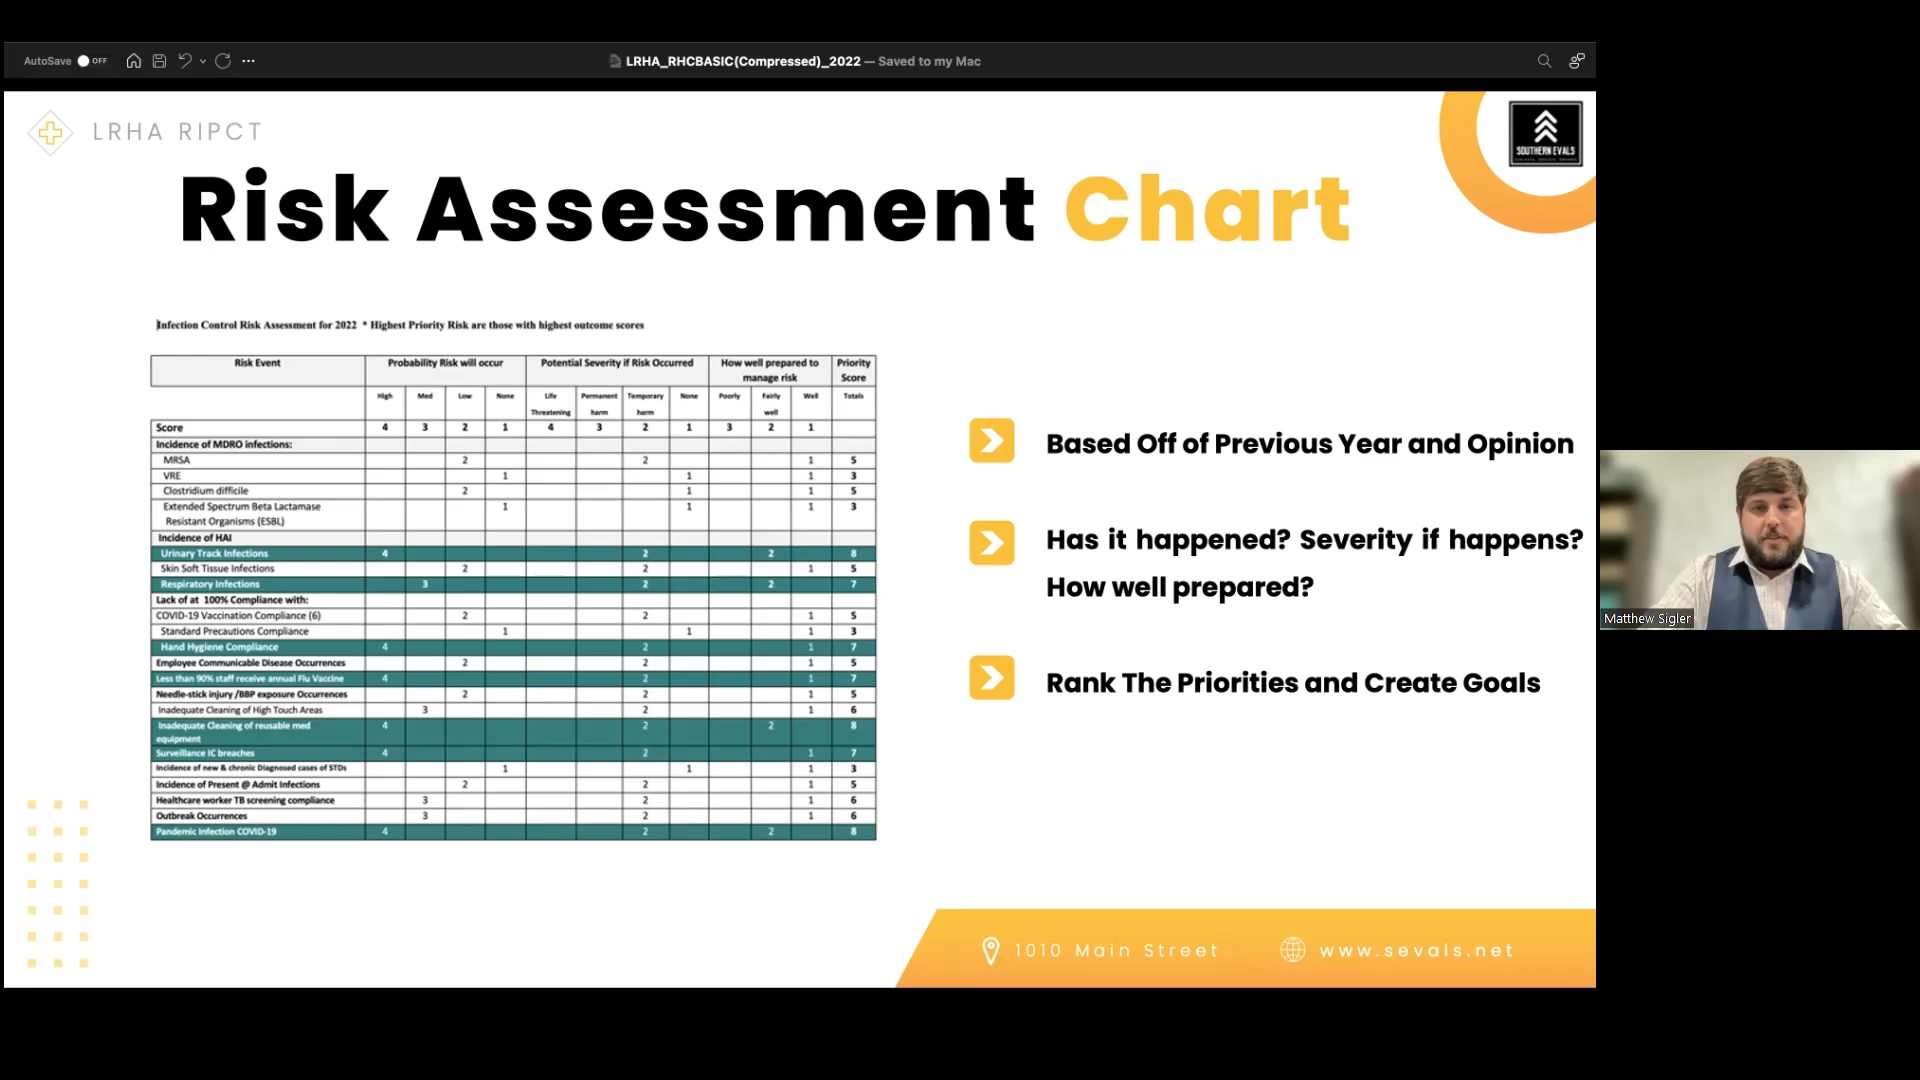 AutoSave OFF
LRHA_RHCBASIC(Compressed)_2022 — Saved to my Mac
LRHA RIPCT
SOUTHERN EVALS
Risk Assessment Chart
Infection Control Risk Assessment for 2022 * Highest Priority Risk are those with highest outcome scores
Risk Event Probability Risk will occur Potential Severity if Risk Occurred How well prepared to manage risk Priority Score
High Med Low None Life Threatening Permanent harm Temporary harm None Poorly Fairly well Well Totals
Score 4 3 2 1 4 3 2 1 3 2 1
Incidence of MDRO infections:
MRSA 2 2 1 5
VRE 1 1 1 3
Clostridium difficile 2 1 1 5
Extended Spectrum Beta Lactamase 1 1 1 3
Resistant Organisms (ESBL)
Incidence of HAI
Urinary Track Infections 4 2 2 8
Skin Soft Tissue Infections 2 2 1 5
Respiratory Infections 3 2 2 7
Lack of at 100% Compliance with:
COVID-19 Vaccination Compliance (6) 2 2 1 5
Standard Precautions Compliance 1 1 1 3
Hand Hygiene Compliance 4 2 1 7
Employee Communicable Disease Occurrences 2 2 1 5
Less than 90% staff receive annual Flu Vaccine 4 2 1 7
Needle-stick injury /BBP exposure Occurrences 2 2 1 5
Inadequate Cleaning of High Touch Areas 3 2 1 6
Inadequate Cleaning of reusable med 4 2 2 8
equipment
Surveillance IC breaches 4 2 1 7
Incidence of new & chronic Diagnosed cases of STDs 1 1 1 3
Incidence of Present @ Admit Infections 2 2 1 5
Healthcare worker TB screening compliance 3 2 1 6
Outbreak Occurrences 3 2 1 6
Pandemic Infection COVID-19 4 2 2 8
Based Off of Previous Year and Opinion
Has it happened? Severity if happens?
How well prepared?
Rank The Priorities and Create Goals
Matthew Sigler
1010 Main Street
www.sevals.net